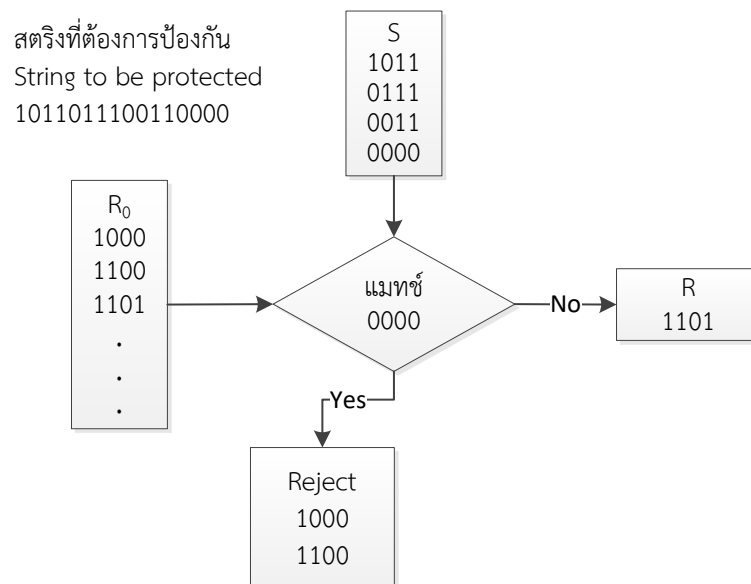 สตริงที่ต้องการป้องกัน
String to be protected
1011011100110000
S
1011
0111
0011
0000
R₀
1000
1100
1101
.
.
.
แมทช์
0000
No
R
1101
Yes
Reject
1000
1100